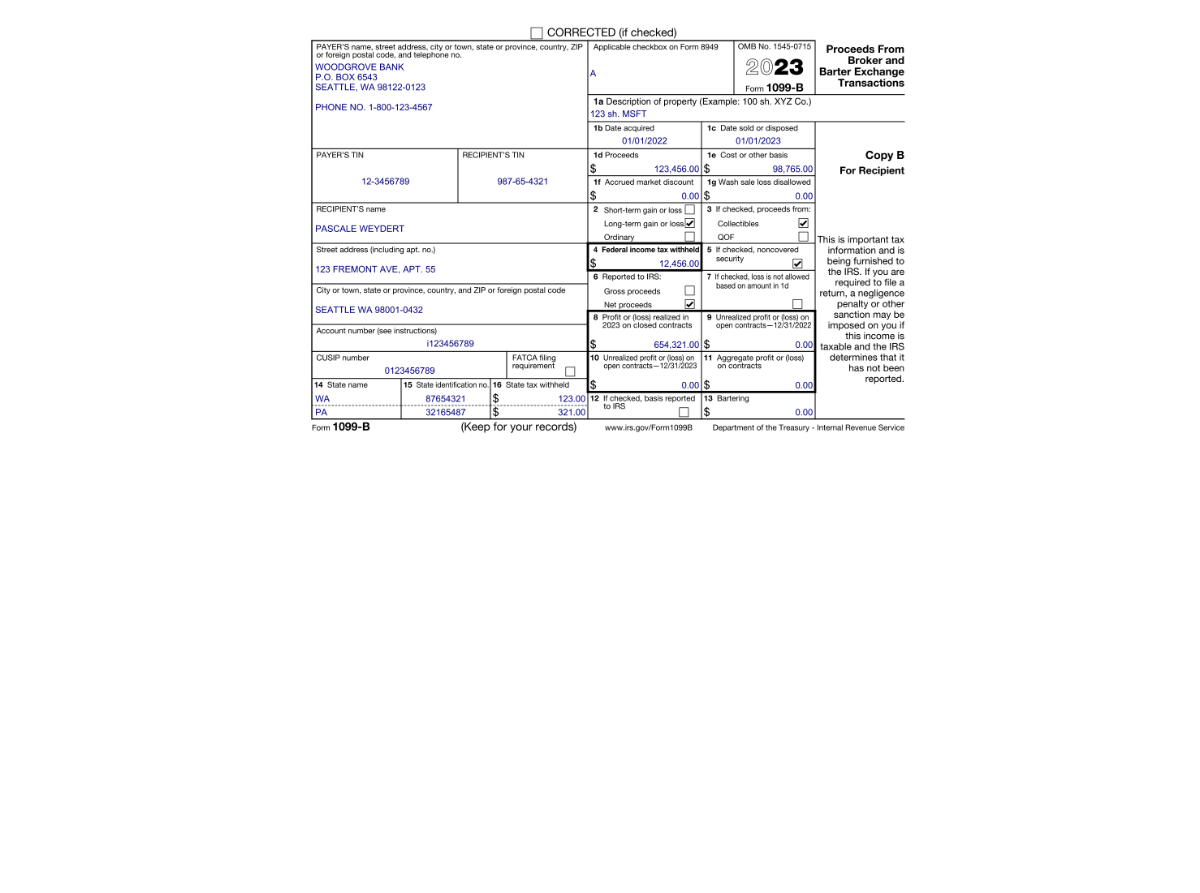 CORRECTED (if checked)
PAYER'S name, street address, city or town, state or province, country, ZIP
or foreign postal code, and telephone no.
WOODGROVE BANK
P.O. BOX 6543
SEATTLE, WA 98122-0123
PHONE NO. 1-800-123-4567
Applicable checkbox on Form 8949
A
OMB No. 1545-0715
2023
Form 1099-B
Proceeds From
Broker and
Barter Exchange
Transactions
1a Description of property (Example: 100 sh. XYZ Co.)
123 sh. MSFT
1b Date acquired
01/01/2022
1c Date sold or disposed
01/01/2023
PAYER'S TIN
12-3456789
RECIPIENT'S TIN
987-65-4321
1d Proceeds
$ 123,456.00
1e Cost or other basis
$ 98,765.00
1f Accrued market discount
$ 0.00
1g Wash sale loss disallowed
$ 0.00
Copy B
For Recipient
RECIPIENT'S name
PASCALE WEYDERT
2 Short-term gain or loss
Long-term gain or loss
Ordinary
3 If checked, proceeds from:
Collectibles
QOF
Street address (including apt. no.)
123 FREMONT AVE, APT. 55
4 Federal income tax withheld
$ 12,456.00
5 If checked, noncovered
security
City or town, state or province, country, and ZIP or foreign postal code
SEATTLE WA 98001-0432
6 Reported to IRS:
Gross proceeds
Net proceeds
7 If checked, loss is not allowed
based on amount in 1d
Account number (see instructions)
i123456789
8 Profit or (loss) realized in
2023 on closed contracts
$ 654,321.00
9 Unrealized profit or (loss) on
open contracts—12/31/2022
$ 0.00
CUSIP number
0123456789
FATCA filing
requirement
10 Unrealized profit or (loss) on
open contracts—12/31/2023
$ 0.00
11 Aggregate profit or (loss)
on contracts
$ 0.00
14 State name
WA
PA
15 State identification no.
87654321
32165487
16 State tax withheld
$ 123.00
$ 321.00
12 If checked, basis reported
to IRS
13 Bartering
$ 0.00
This is important tax
information and is
being furnished to
the IRS. If you are
required to file a
return, a negligence
penalty or other
sanction may be
imposed on you if
this income is
taxable and the IRS
determines that it
has not been
reported.
Form 1099-B
(Keep for your records)
www.irs.gov/Form1099B
Department of the Treasury - Internal Revenue Service